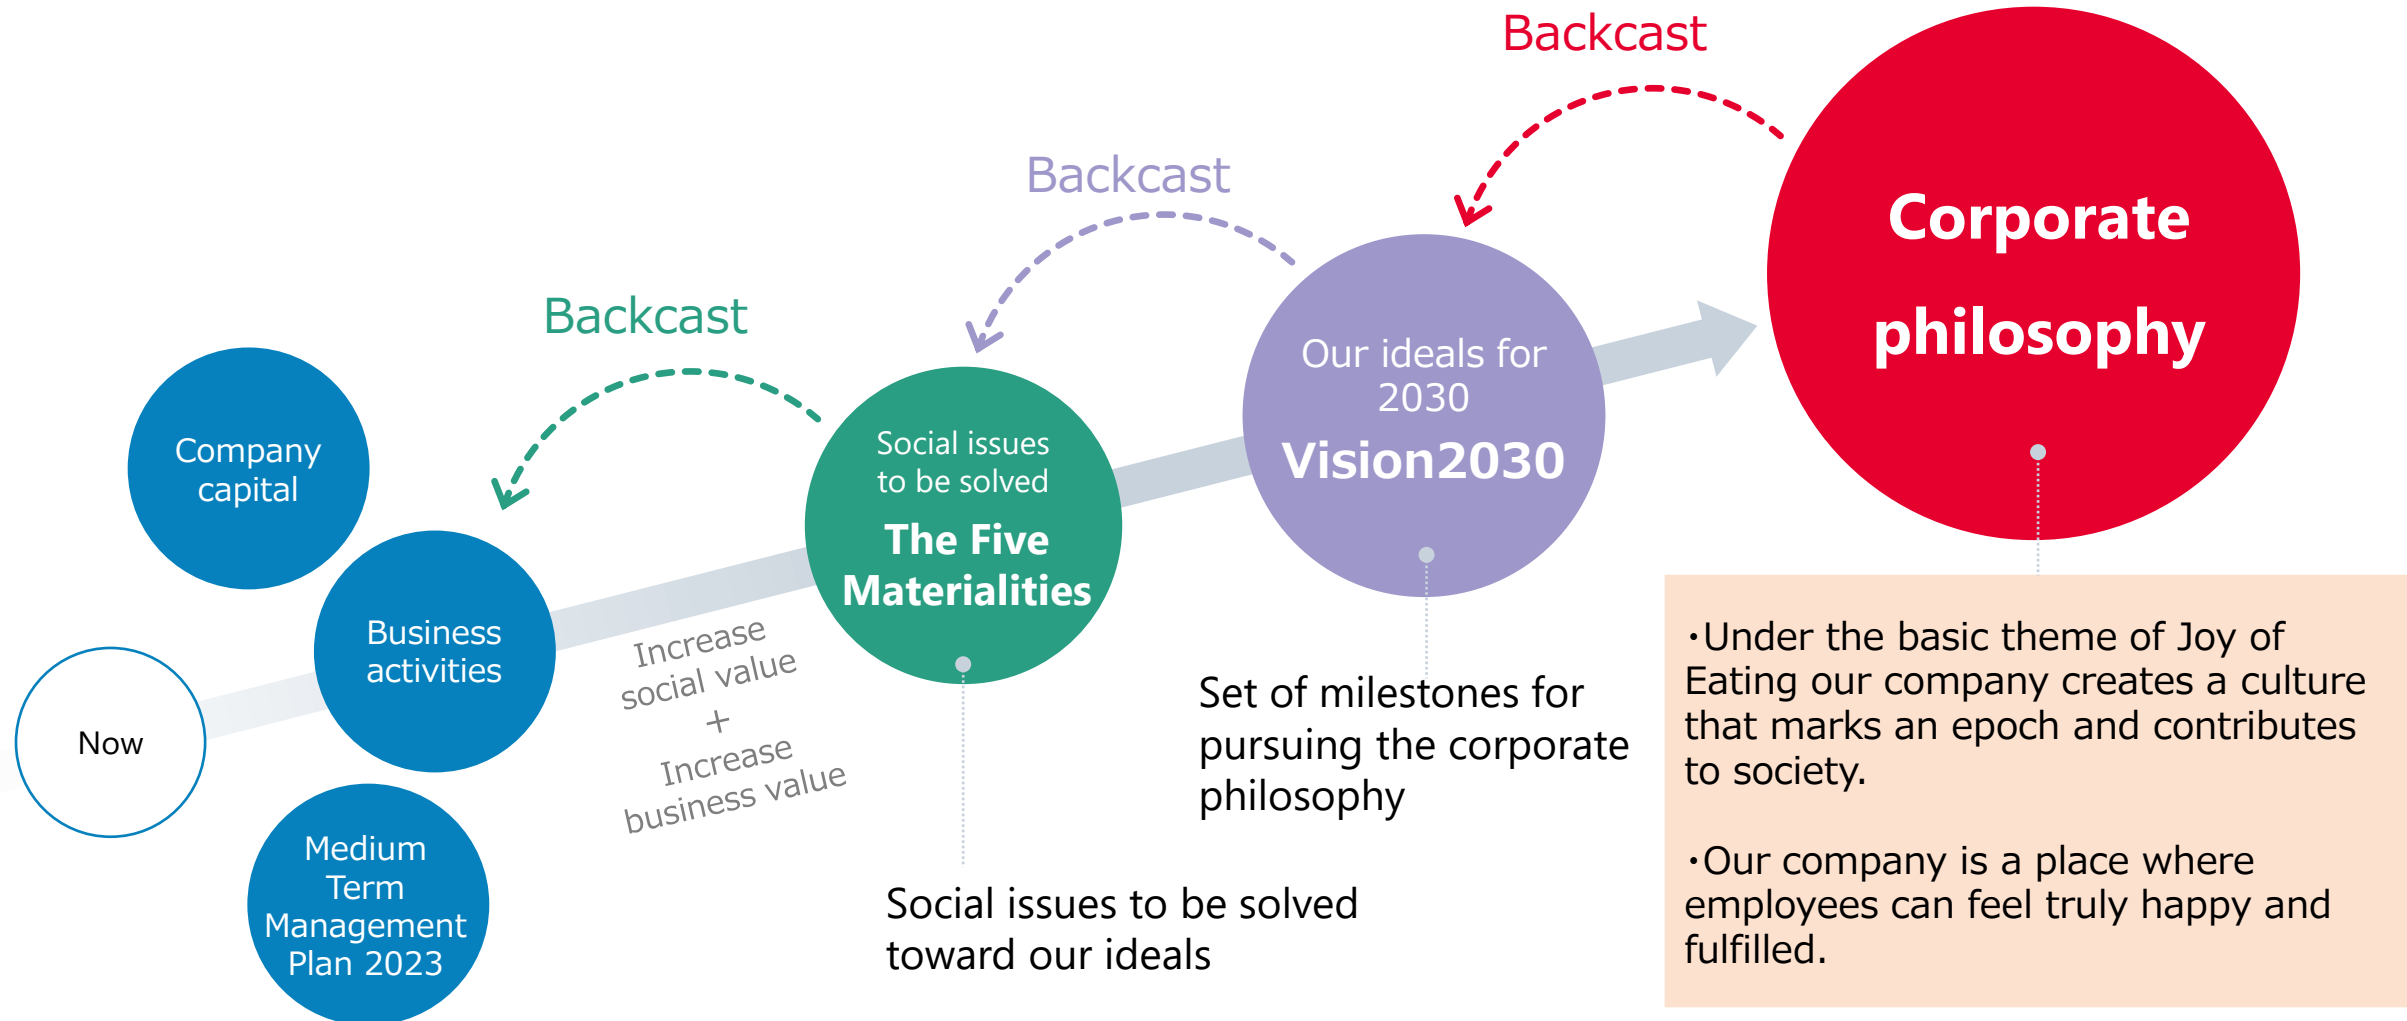 Backcast
Corporate
philosophy
Backcast
Our ideals for
2030
Vision2030
Backcast
Social issues
to be solved
The Five
Materialities
Company
capital
Business
activities
Now
Medium
Term
Management
Plan 2023
Increase
social value
+
Increase
business value
Social issues to be solved
toward our ideals
Set of milestones for
pursuing the corporate
philosophy
・Under the basic theme of Joy of
Eating our company creates a culture
that marks an epoch and contributes
to society.
・Our company is a place where
employees can feel truly happy and
fulfilled.